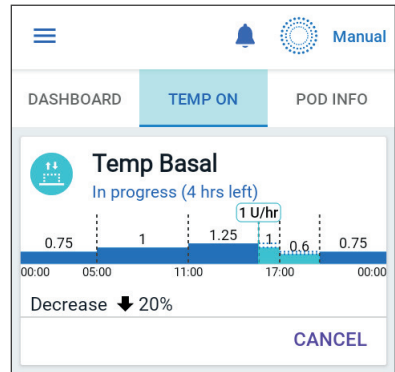 Manual
DASHBOARD TEMP ON POD INFO
Temp Basal
In progress (4 hrs left)
1 U/hr
0.75 1 1.25 1. 0.6 0.75
00:00 05:00 11:00 17:00 00:00
Decrease 20%
CANCEL